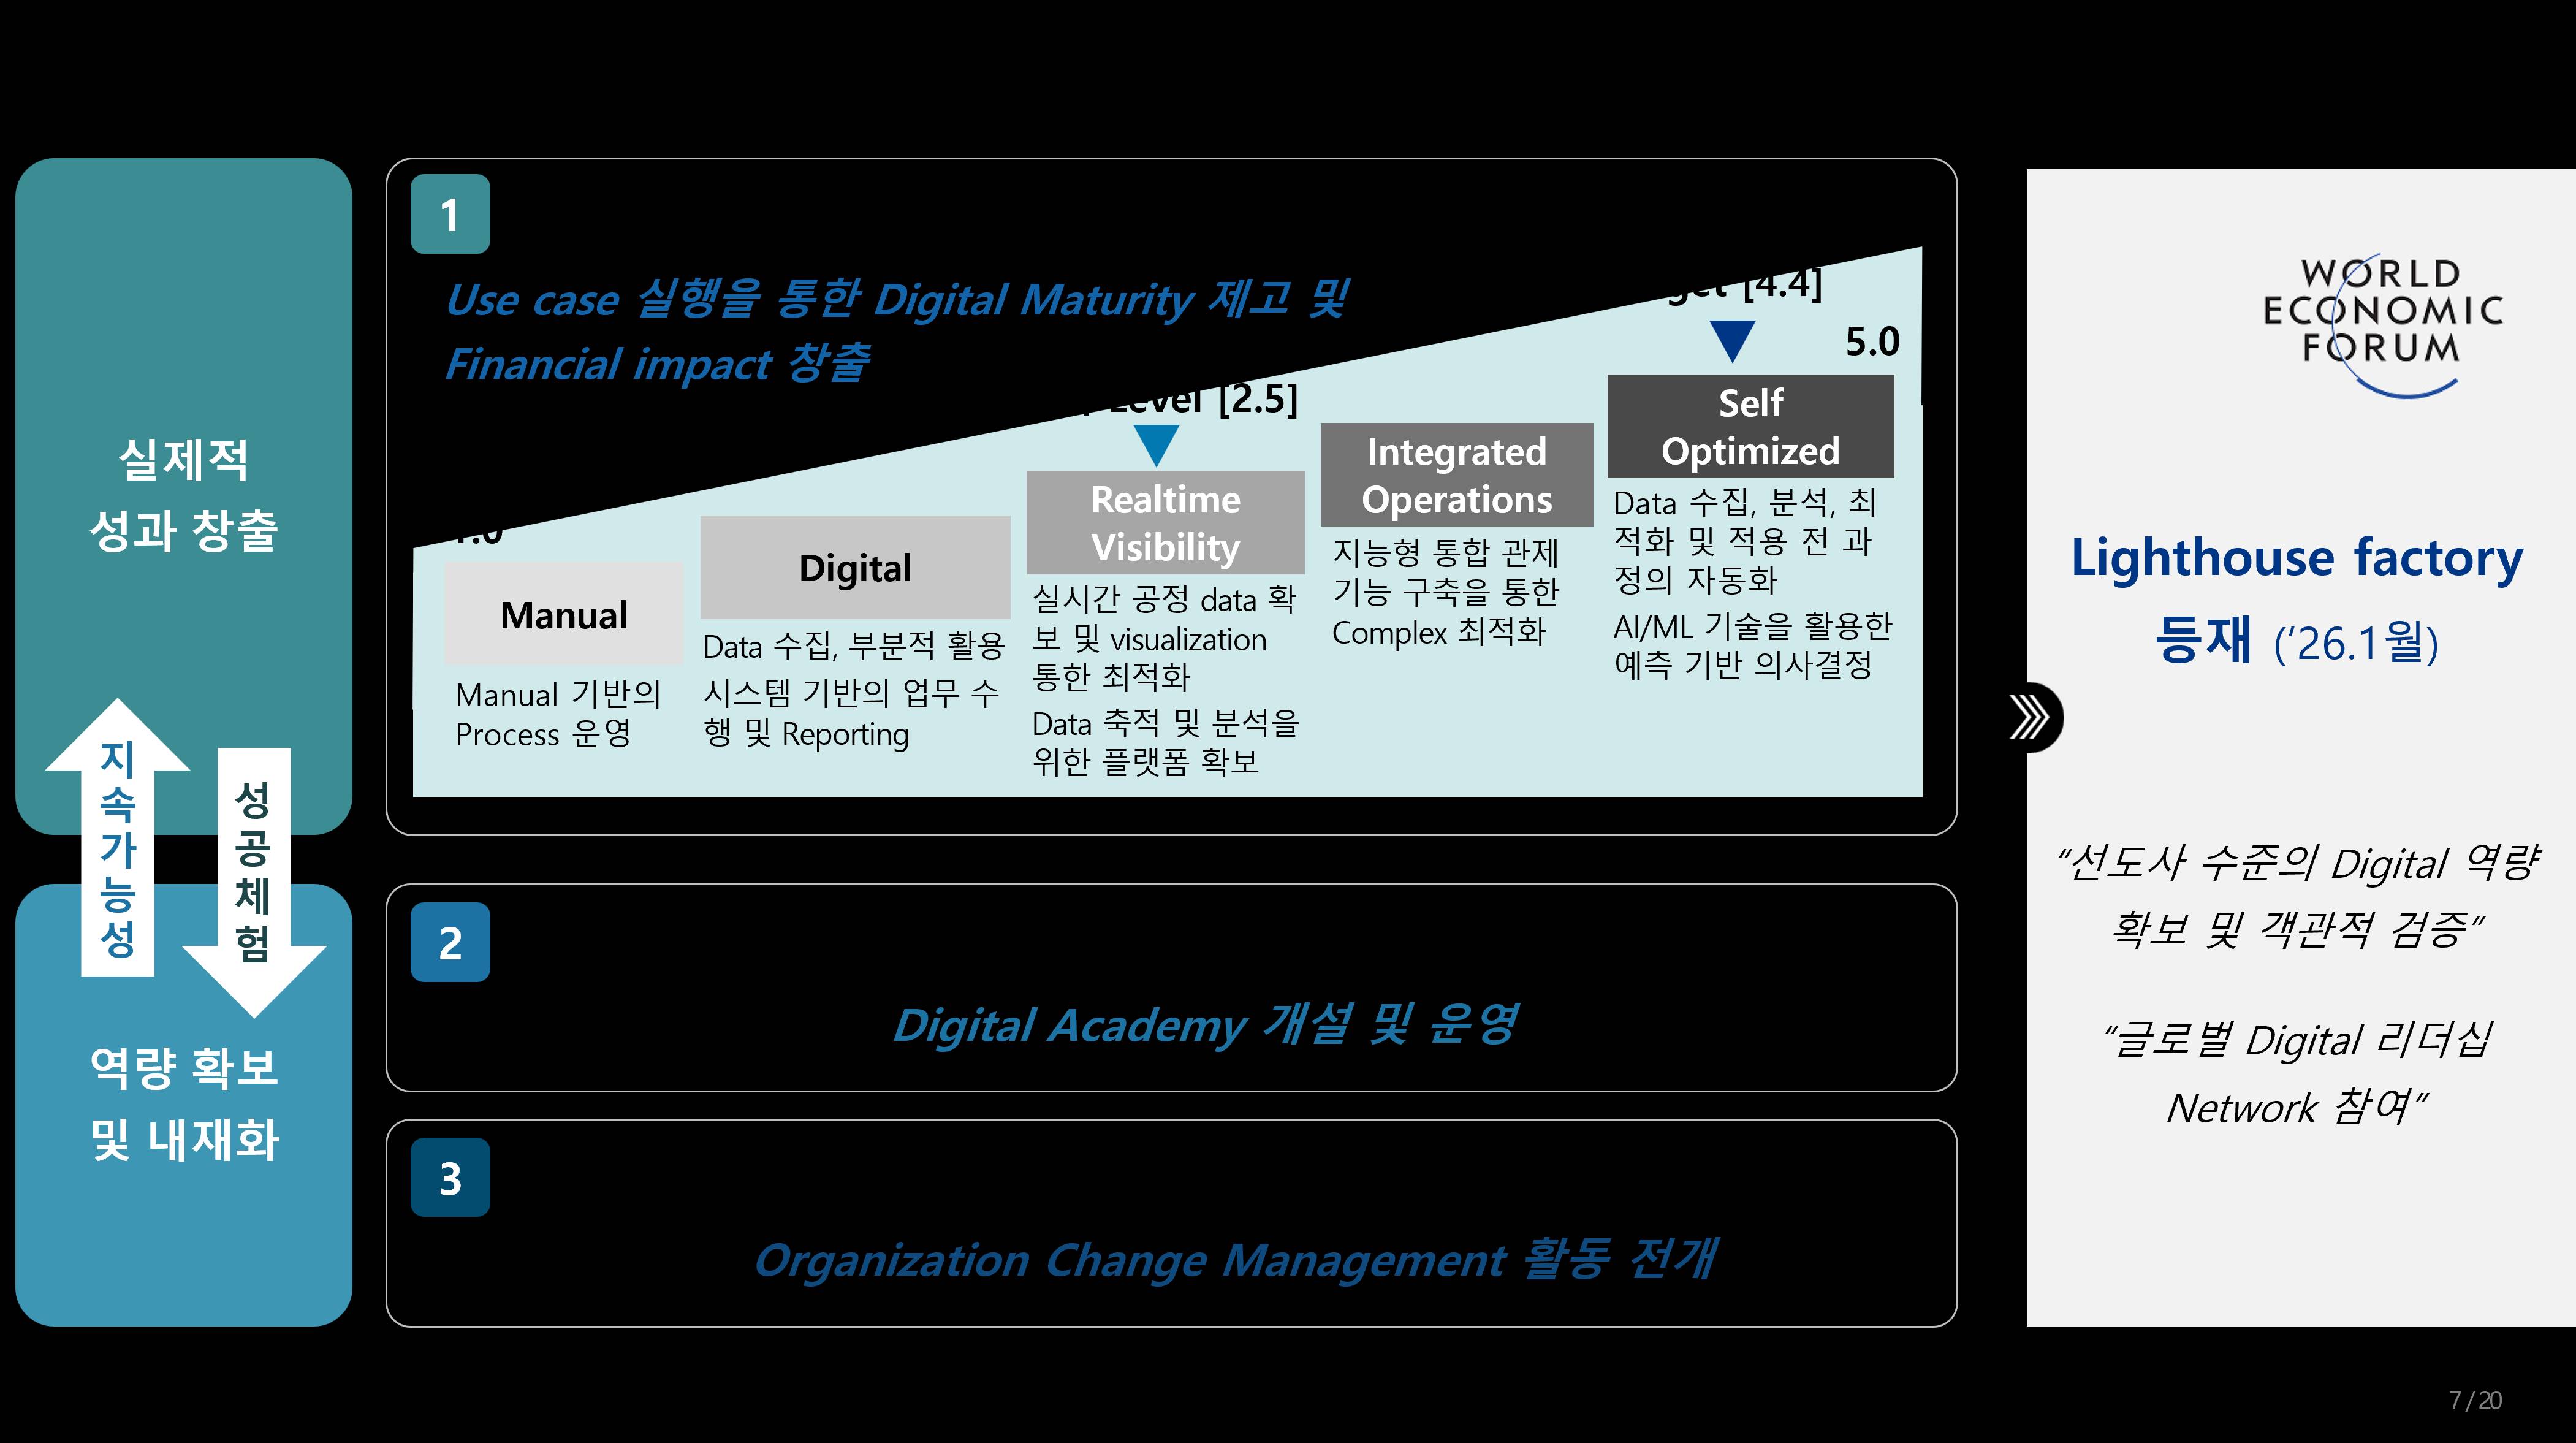 실제적
성과 창출
지속가능성
성공체험
역량 확보
및 내재화
1
Use case 실행을 통한 Digital Maturity 제고 및
Financial impact 창출
[4.4]
5.0
Level [2.5]
Manual
Manual 기반의
Process 운영
Digital
Data 수집, 부분적 활용
시스템 기반의 업무 수
행 및 Reporting
Realtime
Visibility
실시간 공정 data 확
보 및 visualization
통한 최적화
Data 축적 및 분석을
위한 플랫폼 확보
Integrated
Operations
지능형 통합 관제
기능 구축을 통한
Complex 최적화
Self
Optimized
Data 수집, 분석, 최
적화 및 적용 전 과
정의 자동화
AI/ML 기술을 활용한
예측 기반 의사결정
2
Digital Academy 개설 및 운영
3
Organization Change Management 활동 전개
WORLD
ECONOMIC
FORUM
Lighthouse factory
등재 (‘26.1월)
“선도사 수준의 Digital 역량
확보 및 객관적 검증“
“글로벌 Digital 리더십
Network 참여”
7/20